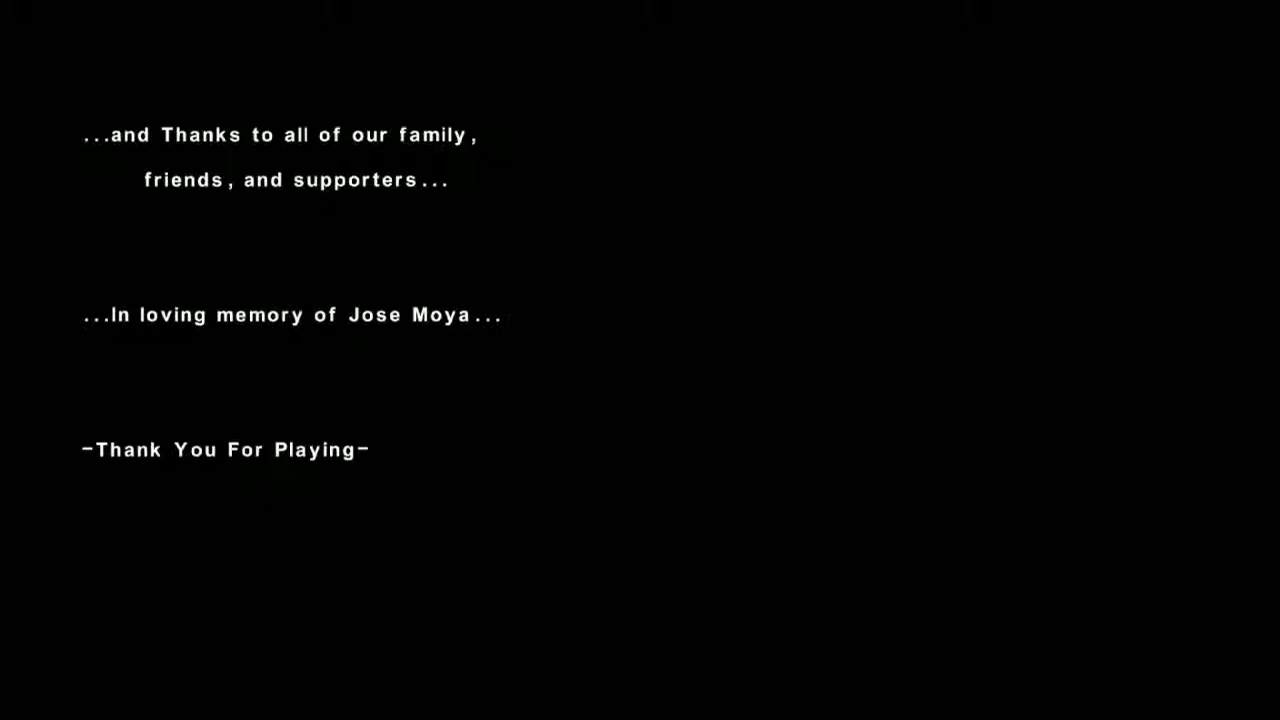 ...and Thanks to all of our family,
friends, and supporters...
...In loving memory of Jose Moya...
-Thank You For Playing-